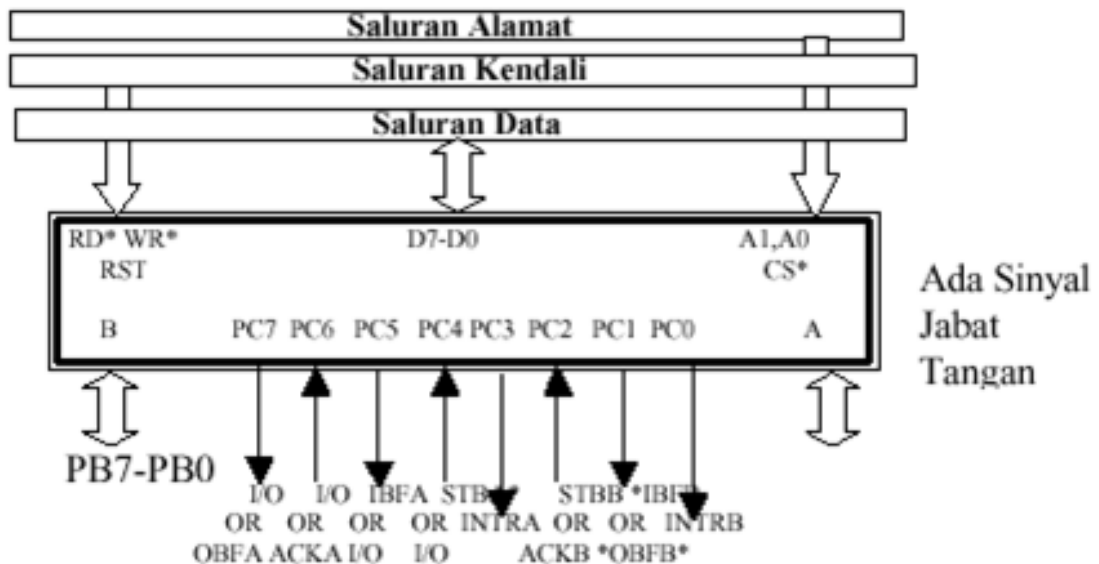 Saluran Alamat
Saluran Kendali
Saluran Data
RD* WR* D7-D0 A1,A0
RST CS*
B PC7 PC6 PC5 PC4 PC3 PC2 PC1 PC0 A
Ada Sinyal
Jabat
Tangan
PB7-PB0
I/O I/O IBFA STB STBB *IBFB
OR OR OR OR INTRA OR OR INTRB
OBFA ACKA I/O I/O ACKB *OBFB*